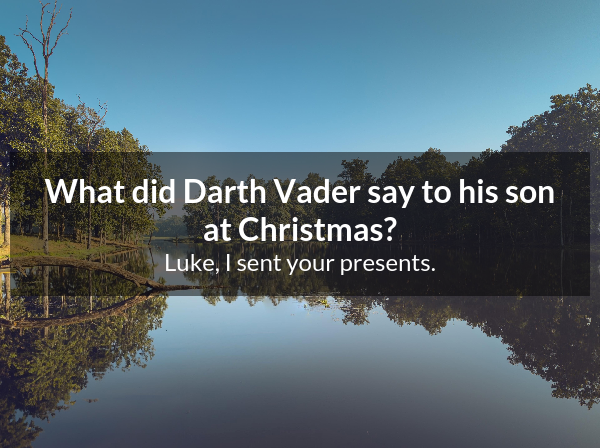 What did Darth Vader say to his son
at Christmas?
Luke, I sent your presents.